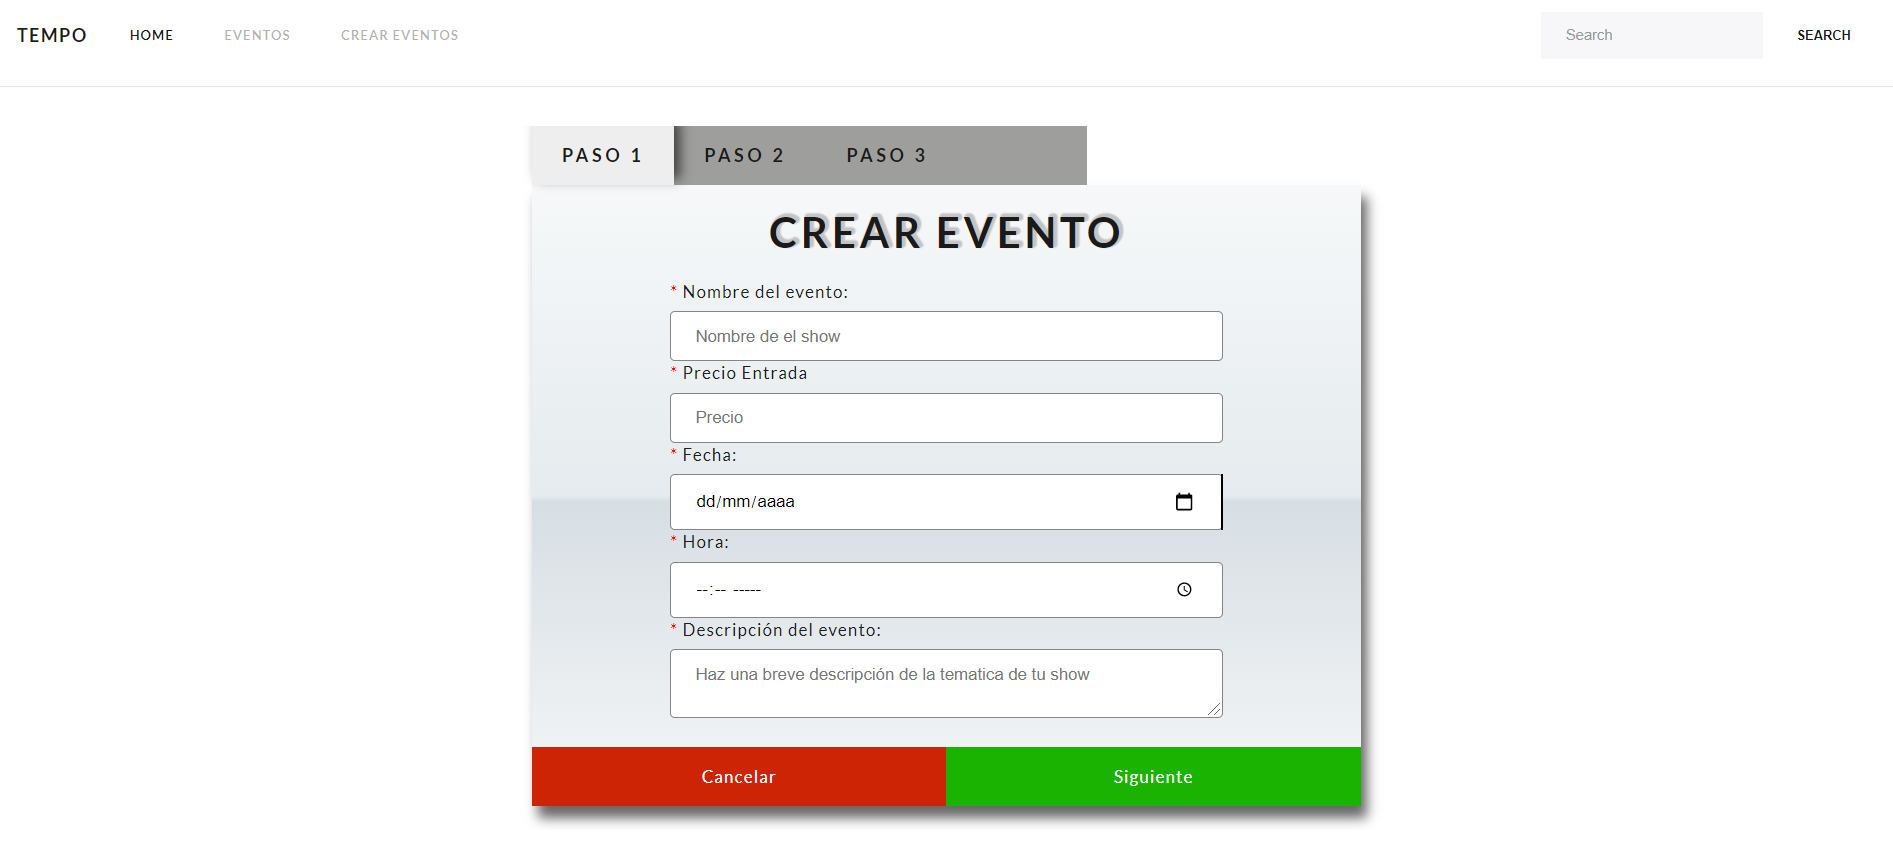 TEMPO HOME EVENTOS CREAR EVENTOS Search SEARCH
PASO 1 PASO 2 PASO 3
CREAR EVENTO
* Nombre del evento:
Nombre de el show
* Precio Entrada
Precio
* Fecha:
dd/mm/aaaa
* Hora:
--:-- -----
* Descripción del evento:
Haz una breve descripción de la tematica de tu show
Cancelar Siguiente